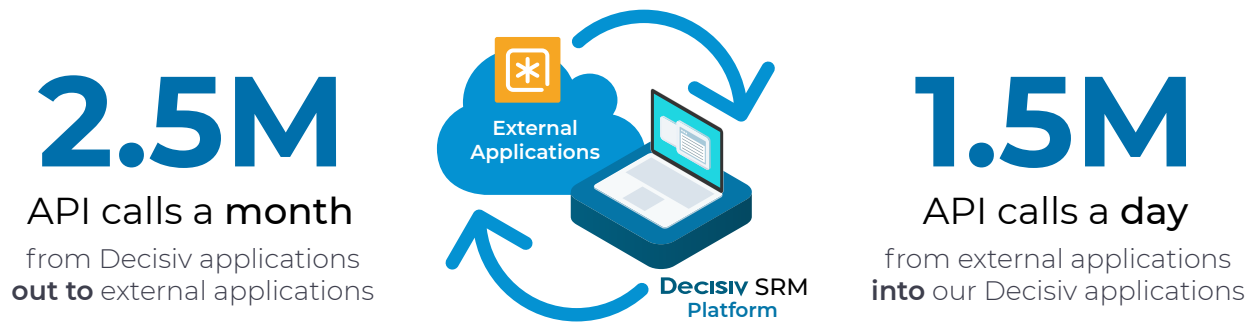 2.5M
API calls a month
from Decisiv applications
out to external applications
External
Applications
Decisiv SRM
Platform
1.5M
API calls a day
from external applications
into our Decisiv applications